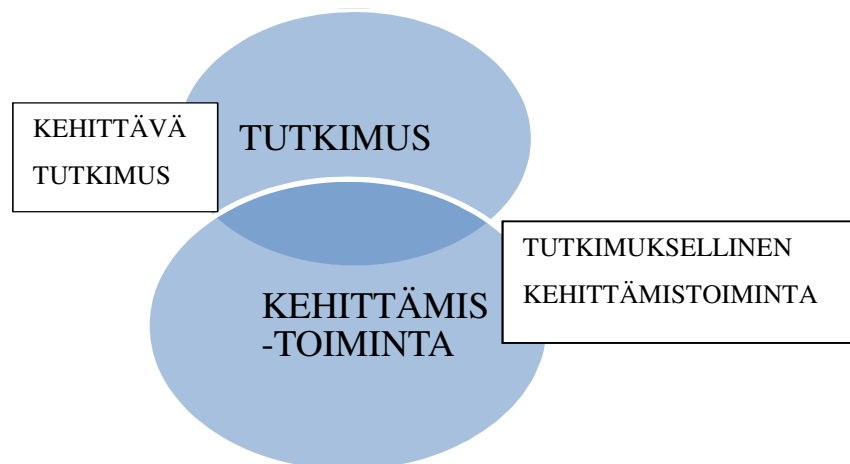 KEHITTÄVÄ
TUTKIMUS
TUTKIMUS
TUTKIMUKSELLINEN
KEHITTÄMISTOIMINTA
KEHITTÄMIS
-TOIMINTA